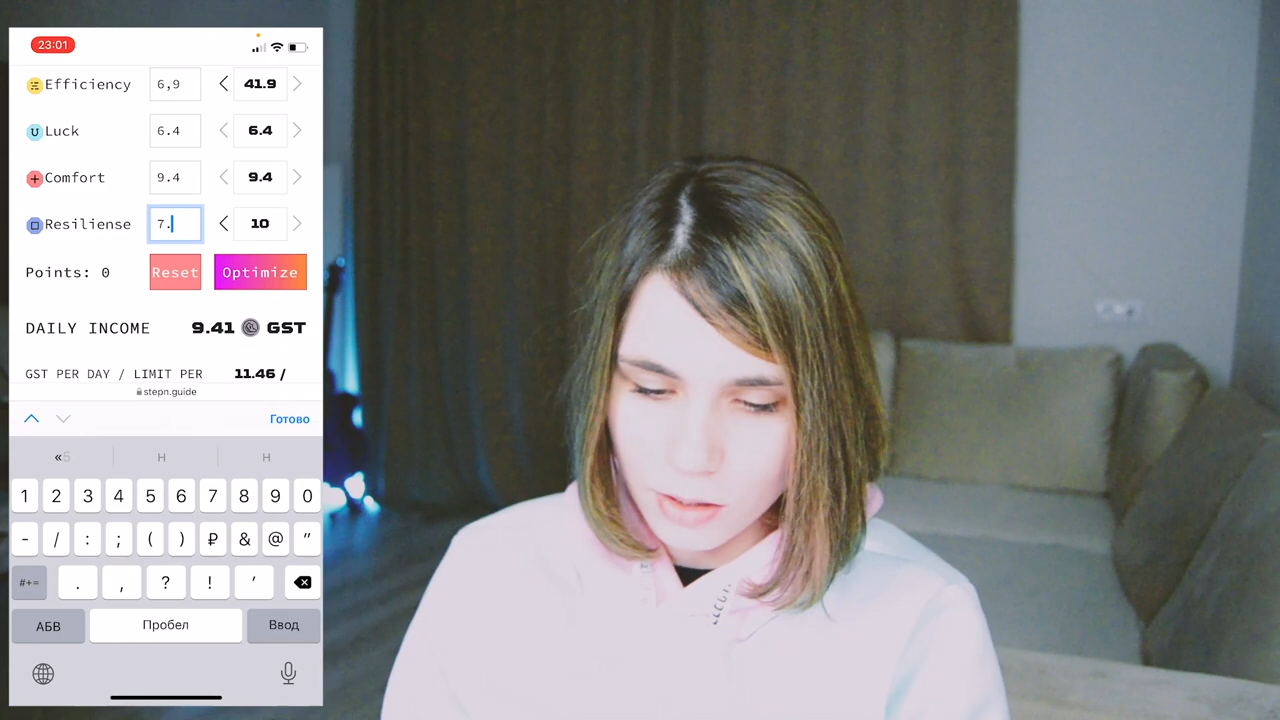 23:01
Efficiency 6,9 41.9
Luck 6.4 6.4
Comfort 9.4 9.4
Resiliense 7. 10
Points: 0 Reset Optimize
DAILY INCOME 9.41 GST
GST PER DAY / LIMIT PER 11.46 /
stepn.guide
Готово
«5 н н
1 2 3 4 5 6 7 8 9 0
- / : ; ( ) ₽ & @ "
#+= . , ? ! '
АБВ Пробел Ввод